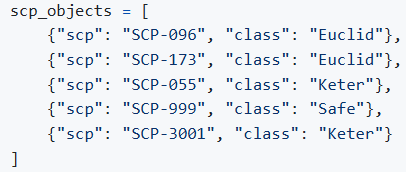 scp_objects = [
    {"scp": "SCP-096", "class": "Euclid"},
    {"scp": "SCP-173", "class": "Euclid"},
    {"scp": "SCP-055", "class": "Keter"},
    {"scp": "SCP-999", "class": "Safe"},
    {"scp": "SCP-3001", "class": "Keter"}
]